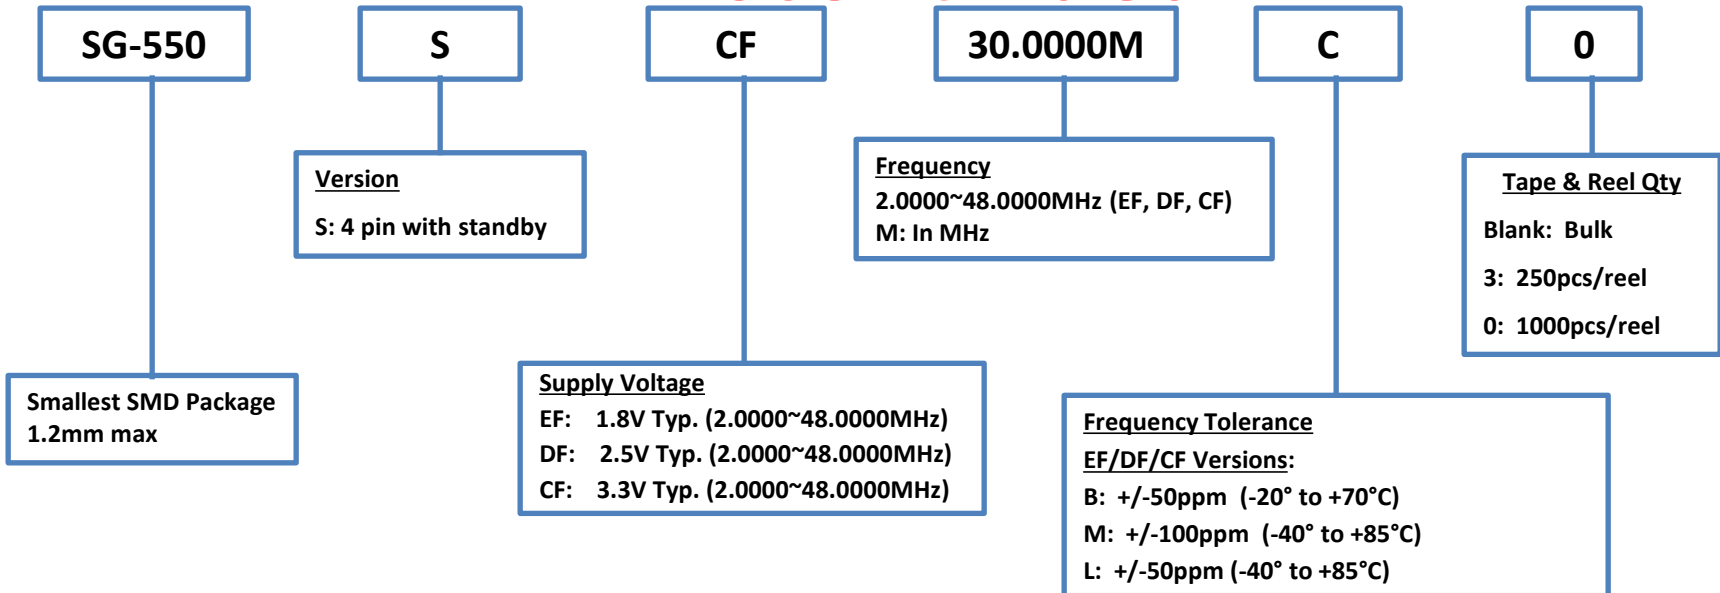 SG-550
S
CF
30.0000M
C
0
Version
S: 4 pin with standby
Frequency
2.0000~48.0000MHz (EF, DF, CF)
M: In MHz
Tape & Reel Qty
Blank: Bulk
3: 250pcs/reel
0: 1000pcs/reel
Smallest SMD Package
1.2mm max
Supply Voltage
EF: 1.8V Typ. (2.0000~48.0000MHz)
DF: 2.5V Typ. (2.0000~48.0000MHz)
CF: 3.3V Typ. (2.0000~48.0000MHz)
Frequency Tolerance
EF/DF/CF Versions:
B: +/-50ppm (-20° to +70°C)
M: +/-100ppm (-40° to +85°C)
L: +/-50ppm (-40° to +85°C)